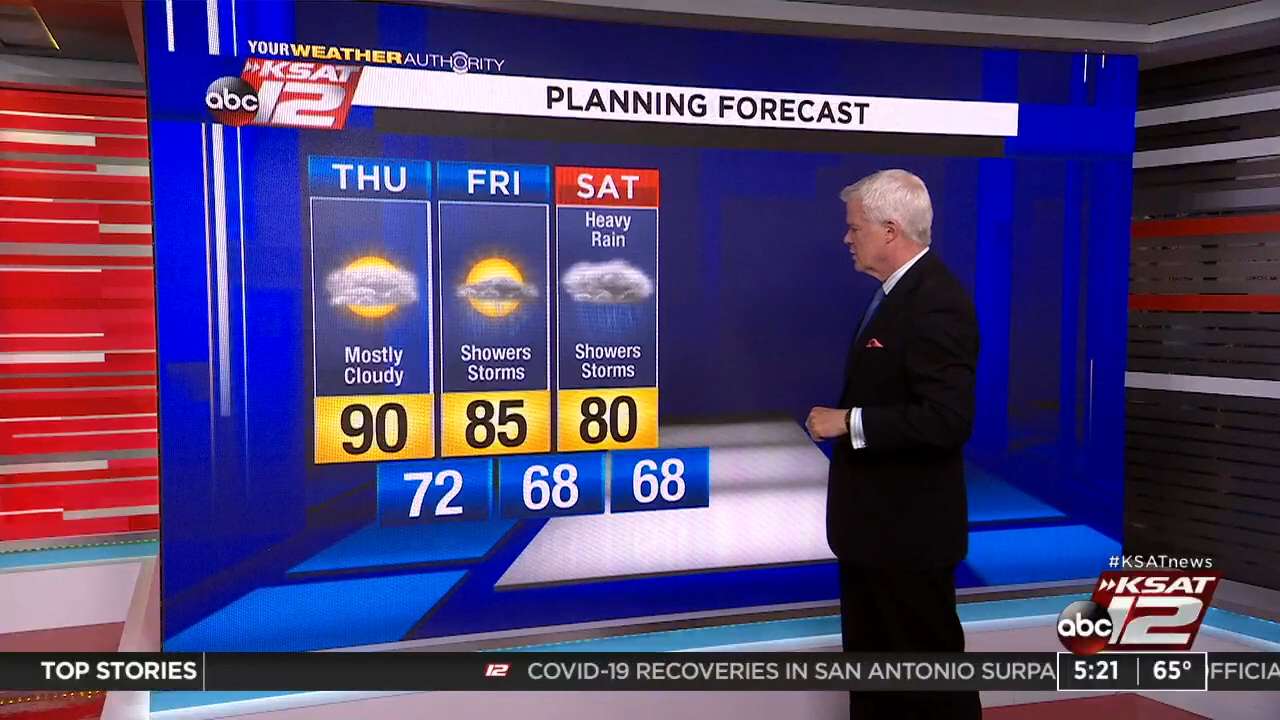 YOUR WEATHER AUTHORITY
KSAT
abc 12
PLANNING FORECAST
THU
FRI
SAT
Heavy
Rain
Mostly
Cloudy
Showers
Storms
Showers
Storms
90
85
80
72
68
68
#KSATnews
KSAT
abc 12
TOP STORIES
12 COVID-19 RECOVERIES IN SAN ANTONIO SURPA
5:21 65°
OFFICIA